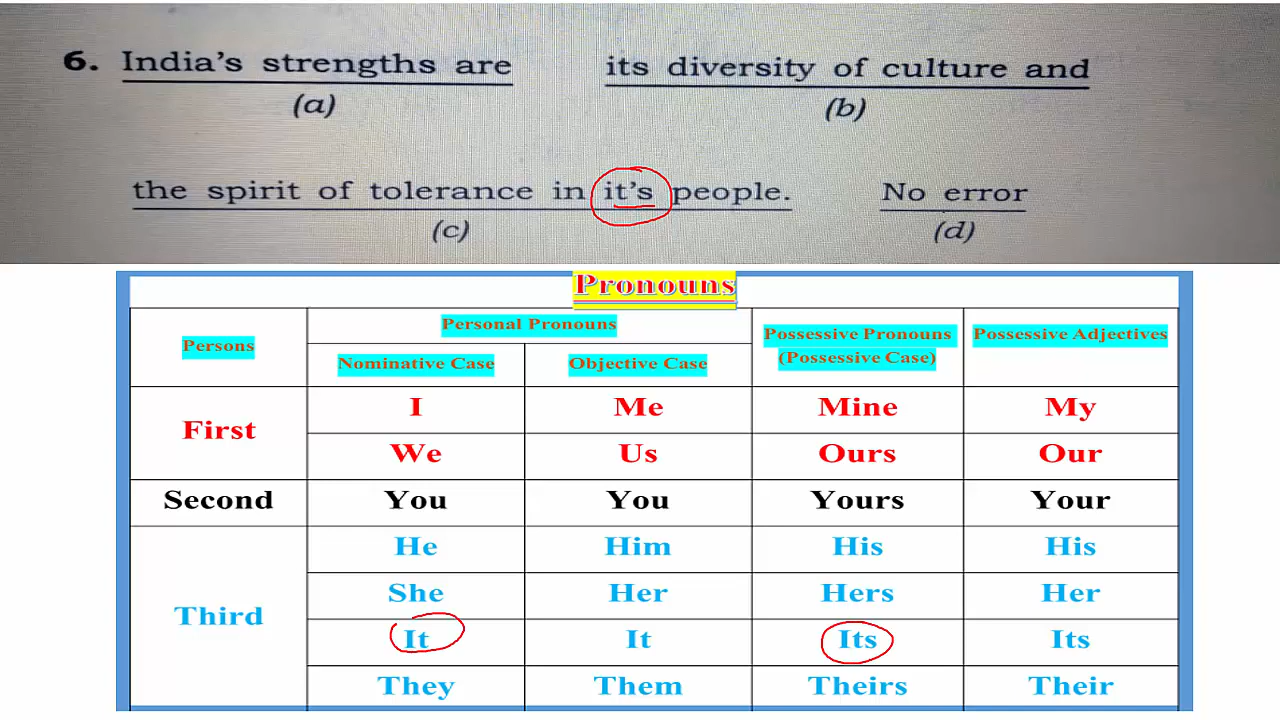 6. India's strengths are its diversity of culture and
(a) (b)
the spirit of tolerance in it's people. No error
(c) (d)
Pronouns
Persons Personal Pronouns Possessive Pronouns (Possessive Case) Possessive Adjectives
Nominative Case Objective Case
First I Me Mine My
We Us Ours Our
Second You You Yours Your
Third He Him His His
She Her Hers Her
It It Its Its
They Them Theirs Their